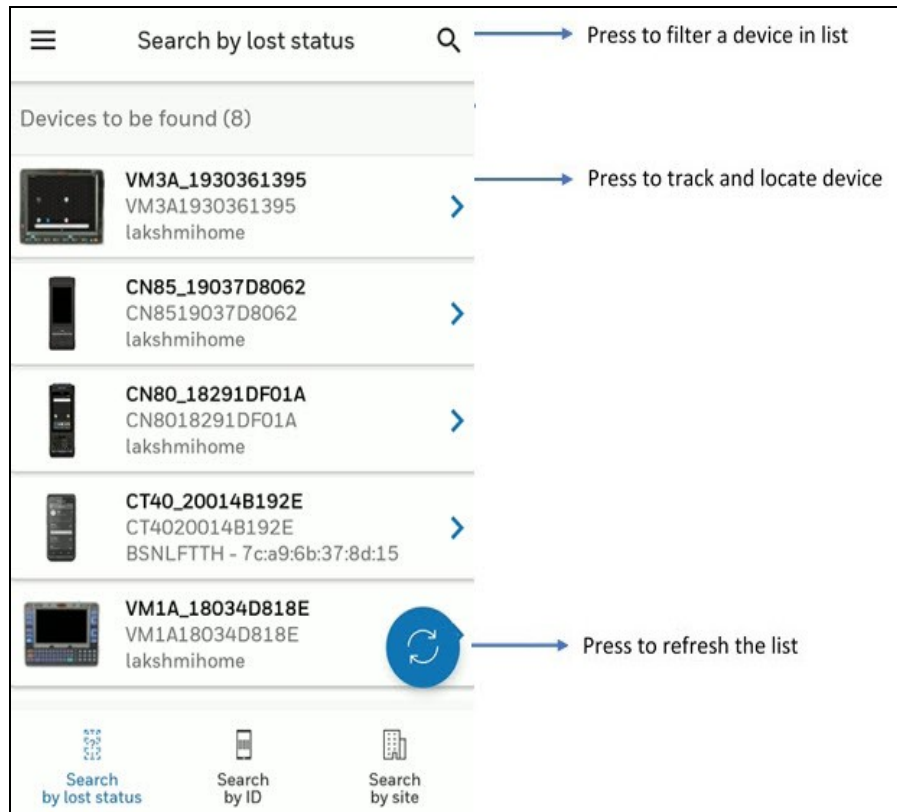 Search by lost status
Press to filter a device in list
Devices to be found (8)
VM3A_1930361395
VM3A1930361395
lakshmihome
Press to track and locate device
CN85_19037D8062
CN8519037D8062
lakshmihome
CN80_18291DF01A
CN8018291DF01A
lakshmihome
CT40_20014B192E
CT4020014B192E
BSNLFTTH - 7c:a9:6b:37:8d:15
VM1A_18034D818E
VM1A18034D818E
lakshmihome
Press to refresh the list
Search
by lost status
Search
by ID
Search
by site